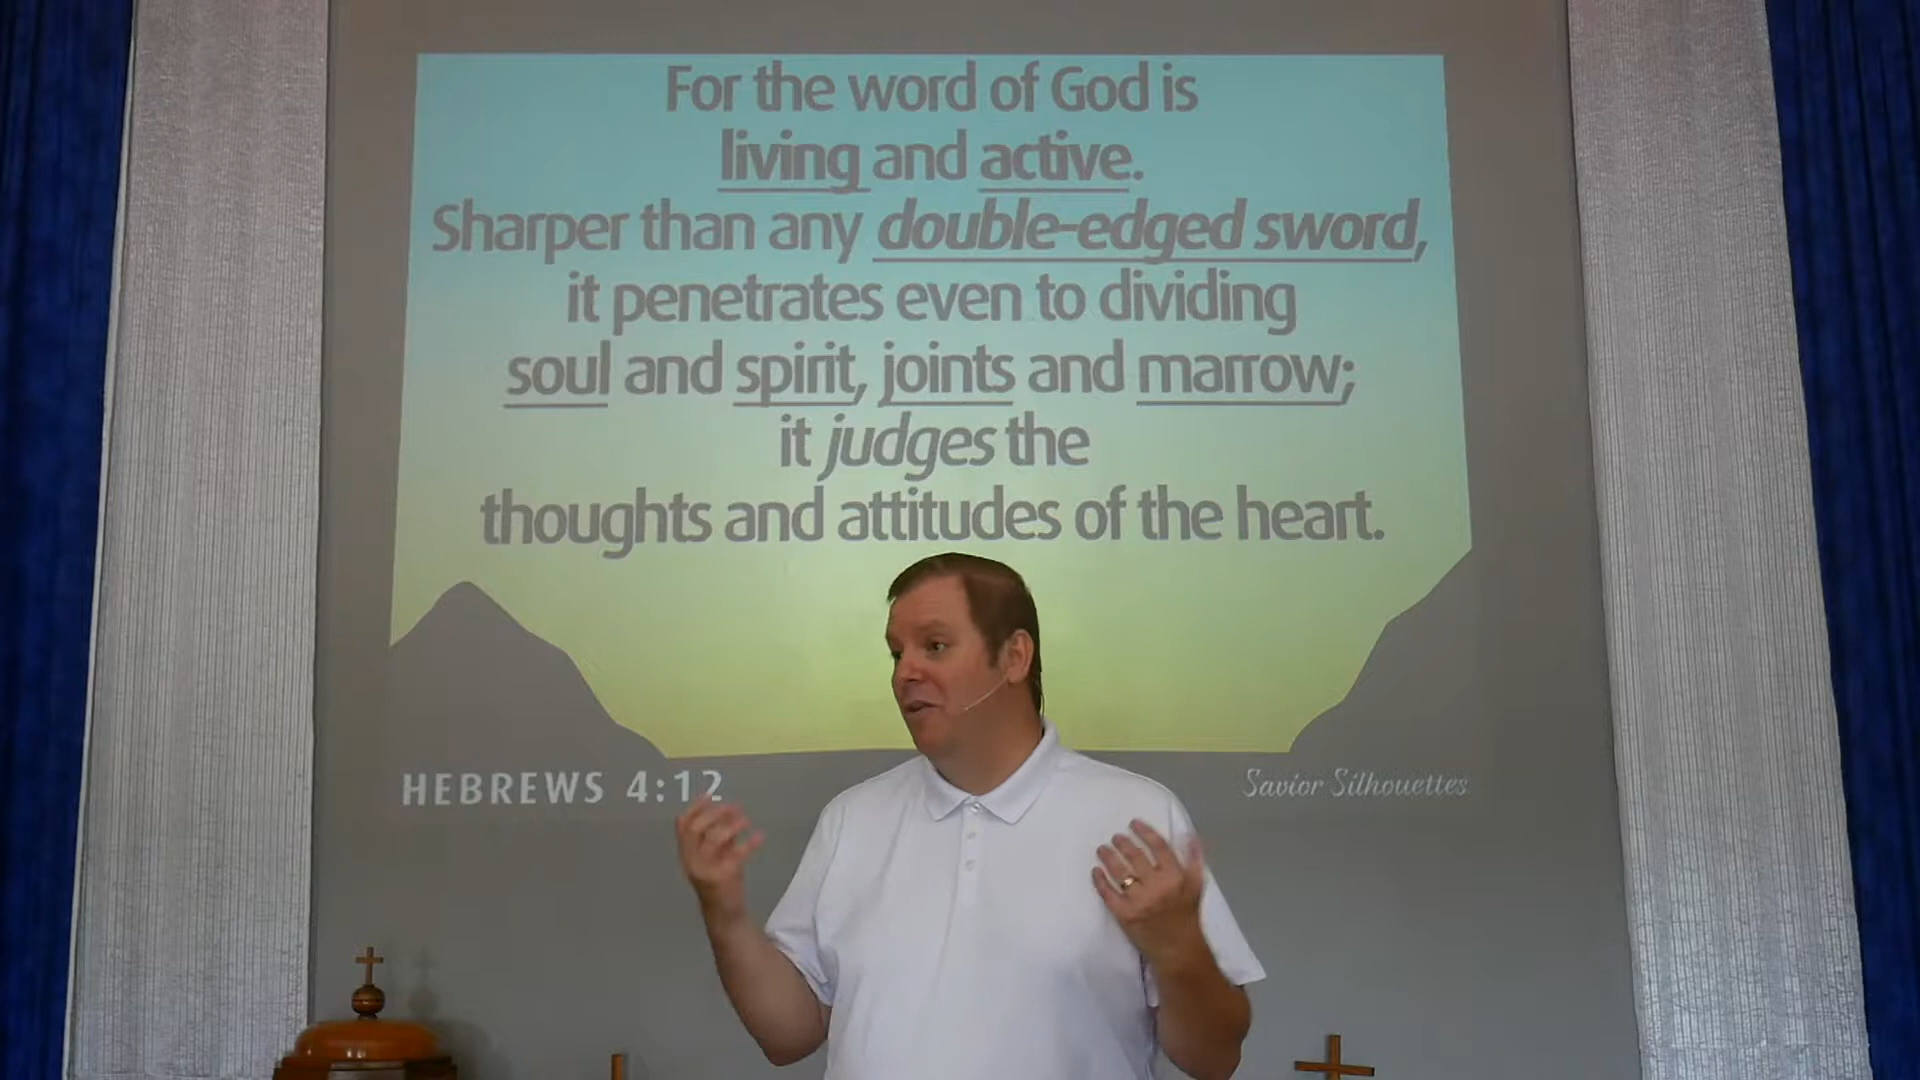 For the word of God is
living and active.
Sharper than any double-edged sword,
it penetrates even to dividing
soul and spirit, joints and marrow;
it judges the
thoughts and attitudes of the heart.
HEBREWS 4:12
Savior Silhouettes